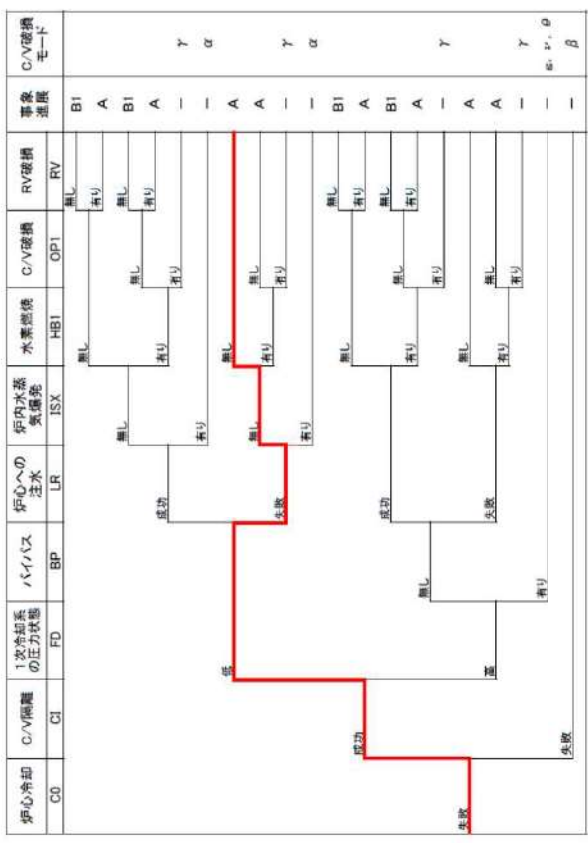 炉心冷却 C/V隔離 1次冷却系の圧力状態 バイパス 炉心への注水 炉内水蒸気爆発 水素燃焼 C/V破損 RV破損 事象進展 C/V破損モード
CO CI FD BP LR ISX HB1 OP1 RV
無し B1
無し
有り A
無し 無し B1
無し
有り A
成功 有り
有り － γ
有り － α
低 無し A
無し 無し A
有り
失敗 有り － γ
有り － α
無し B1
無し
成功 有り A
成功 無し B1
無し
有り 有り A
無し
有り － γ
失敗 無し A
高 失敗 無し A
有り
有り － γ
有り － θ
失敗 － β